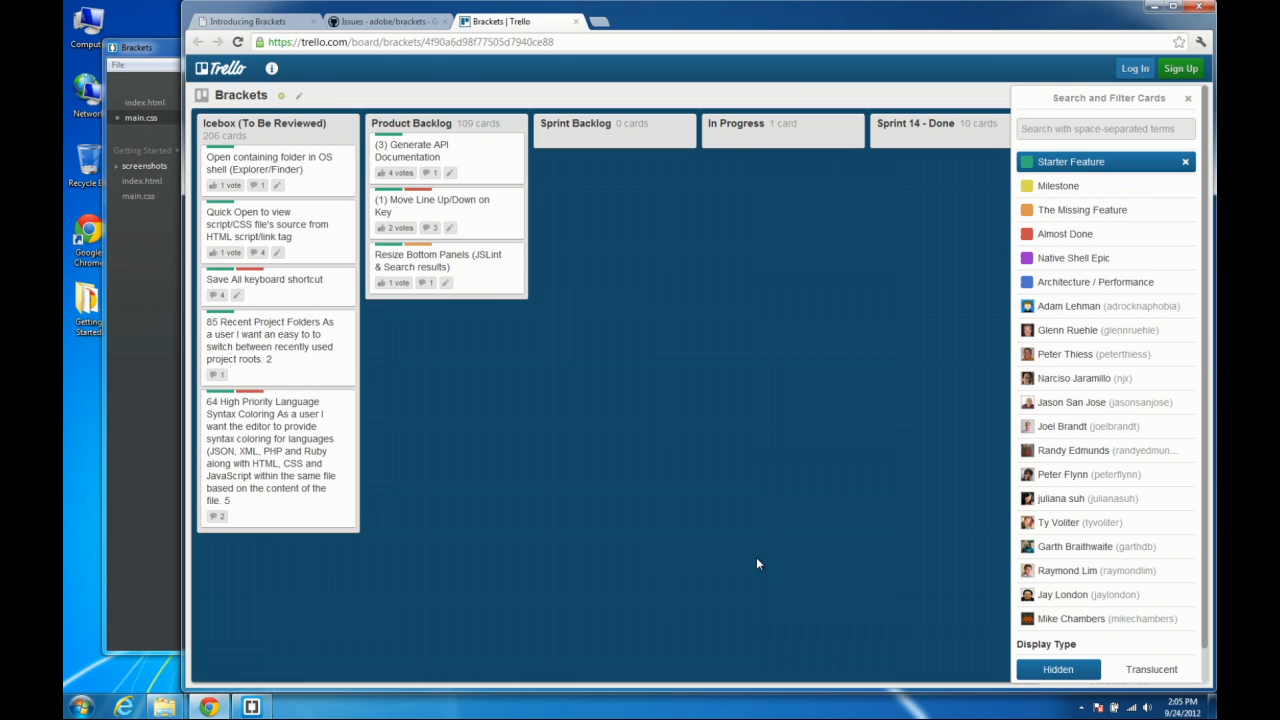 Introducing Brackets
Issues - adobe/brackets - G
Brackets | Trello
https://trello.com/board/brackets/4f90a6d98f77505d7940ce88
Trello
Log In
Sign Up
Brackets
Icebox (To Be Reviewed)
206 cards
Open containing folder in OS
shell (Explorer/Finder)
1 vote 1
Quick Open to view
script/CSS file's source from
HTML script/link tag
1 vote 4
Save All keyboard shortcut
4
85 Recent Project Folders As
a user I want an easy to to
switch between recently used
project roots. 2
1
64 High Priority Language
Syntax Coloring As a user I
want the editor to provide
syntax coloring for languages
(JSON, XML, PHP and Ruby
along with HTML, CSS and
JavaScript within the same file
based on the content of the
file. 5
2
Product Backlog 109 cards
(3) Generate API
Documentation
4 votes 1
(1) Move Line Up/Down on
Key
2 votes 3
Resize Bottom Panels (JSLint
& Search results)
1 vote 1
Sprint Backlog 0 cards
In Progress 1 card
Sprint 14 - Done 10 cards
Search and Filter Cards
Search with space-separated terms
Starter Feature
Milestone
The Missing Feature
Almost Done
Native Shell Epic
Architecture / Performance
Adam Lehman (adrocknaphobia)
Glenn Ruehle (glennruehle)
Peter Thiess (peterthiess)
Narciso Jaramillo (njx)
Jason San Jose (jasonsanjose)
Joel Brandt (joelbrandt)
Randy Edmunds (randyedmun...
Peter Flynn (peterflynn)
juliana suh (julianasuh)
Ty Voliter (tyvoliter)
Garth Braithwaite (garthdb)
Raymond Lim (raymondlim)
Jay London (jaylondon)
Mike Chambers (mikechambers)
Display Type
Hidden
Translucent
Comput
Networ
Recycle B
Google
Chrome
Getting
Started
Brackets
File
index.html
main.css
Getting Started
screenshots
index.html
main.css
2:05 PM
9/24/2012